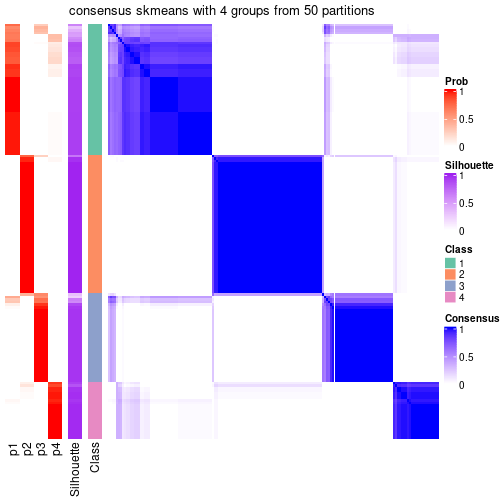 consensus skmeans with 4 groups from 50 partitions
Prob
1
0.5
0
Silhouette
1
0.5
0
Class
1
2
3
4
Consensus
1
0.5
0
p1
p2
p3
p4
Silhouette
Class